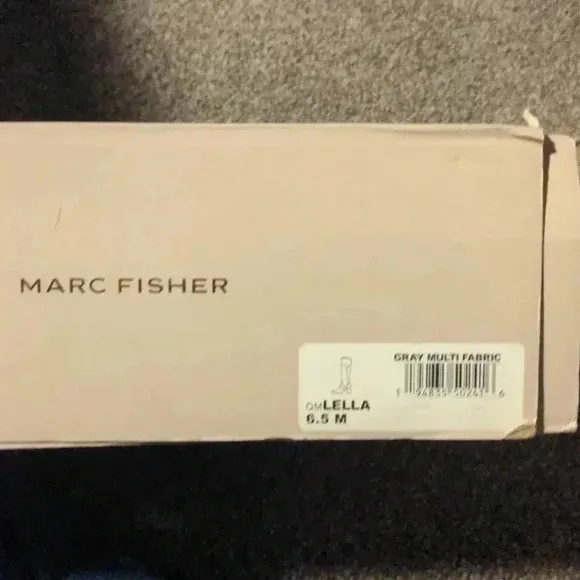 MARC FISHER
GRAY MULTI FABRIC
QMLELLA
6.5 M